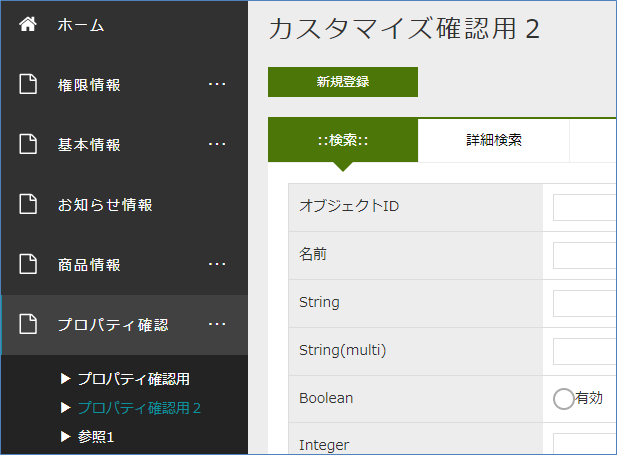 ホーム
権限情報 ...
基本情報 ...
お知らせ情報
商品情報 ...
プロパティ確認 ...
▶ プロパティ確認用
▶ プロパティ確認用２
▶ 参照1
カスタマイズ確認用２
新規登録
::検索:: 詳細検索
オブジェクトID
名前
String
String(multi)
Boolean 有効
Integer